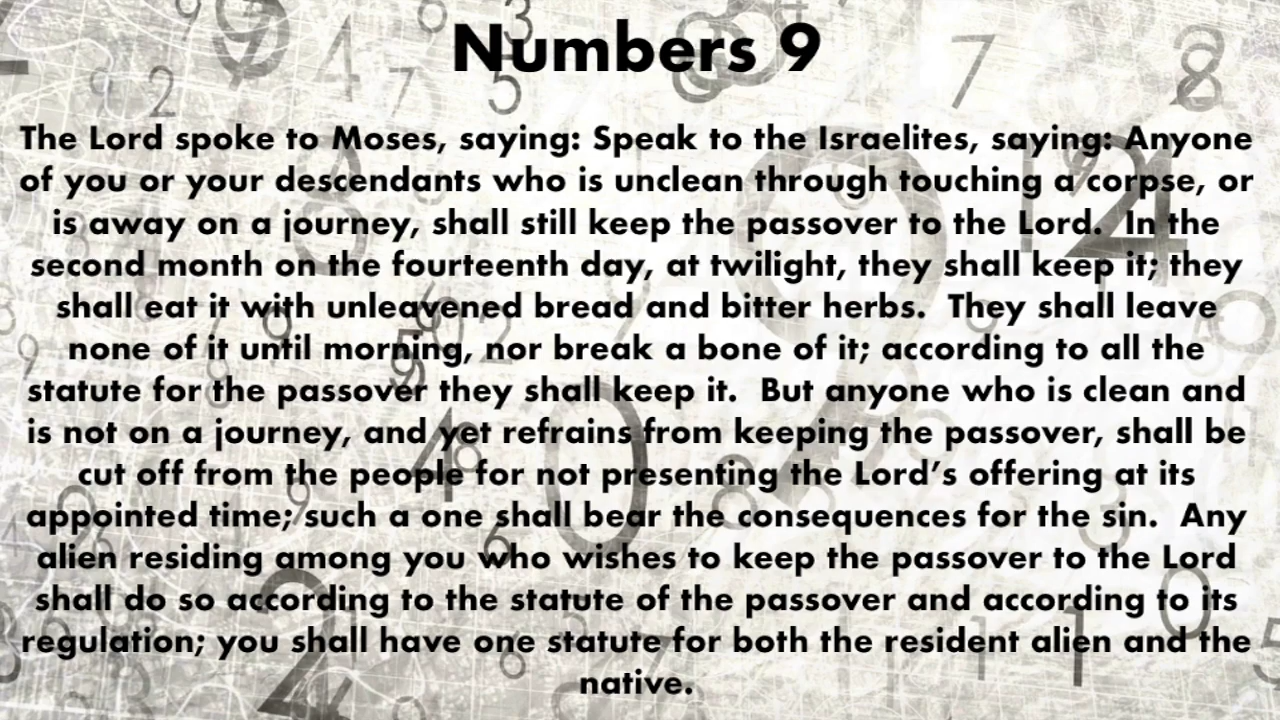 Numbers 9
The Lord spoke to Moses, saying: Speak to the Israelites, saying: Anyone
of you or your descendants who is unclean through touching a corpse, or
is away on a journey, shall still keep the passover to the Lord.  In the
second month on the fourteenth day, at twilight, they shall keep it; they
shall eat it with unleavened bread and bitter herbs.  They shall leave
none of it until morning, nor break a bone of it; according to all the
statute for the passover they shall keep it.  But anyone who is clean and
is not on a journey, and yet refrains from keeping the passover, shall be
cut off from the people for not presenting the Lord’s offering at its
appointed time; such a one shall bear the consequences for the sin.  Any
alien residing among you who wishes to keep the passover to the Lord
shall do so according to the statute of the passover and according to its
regulation; you shall have one statute for both the resident alien and the
native.